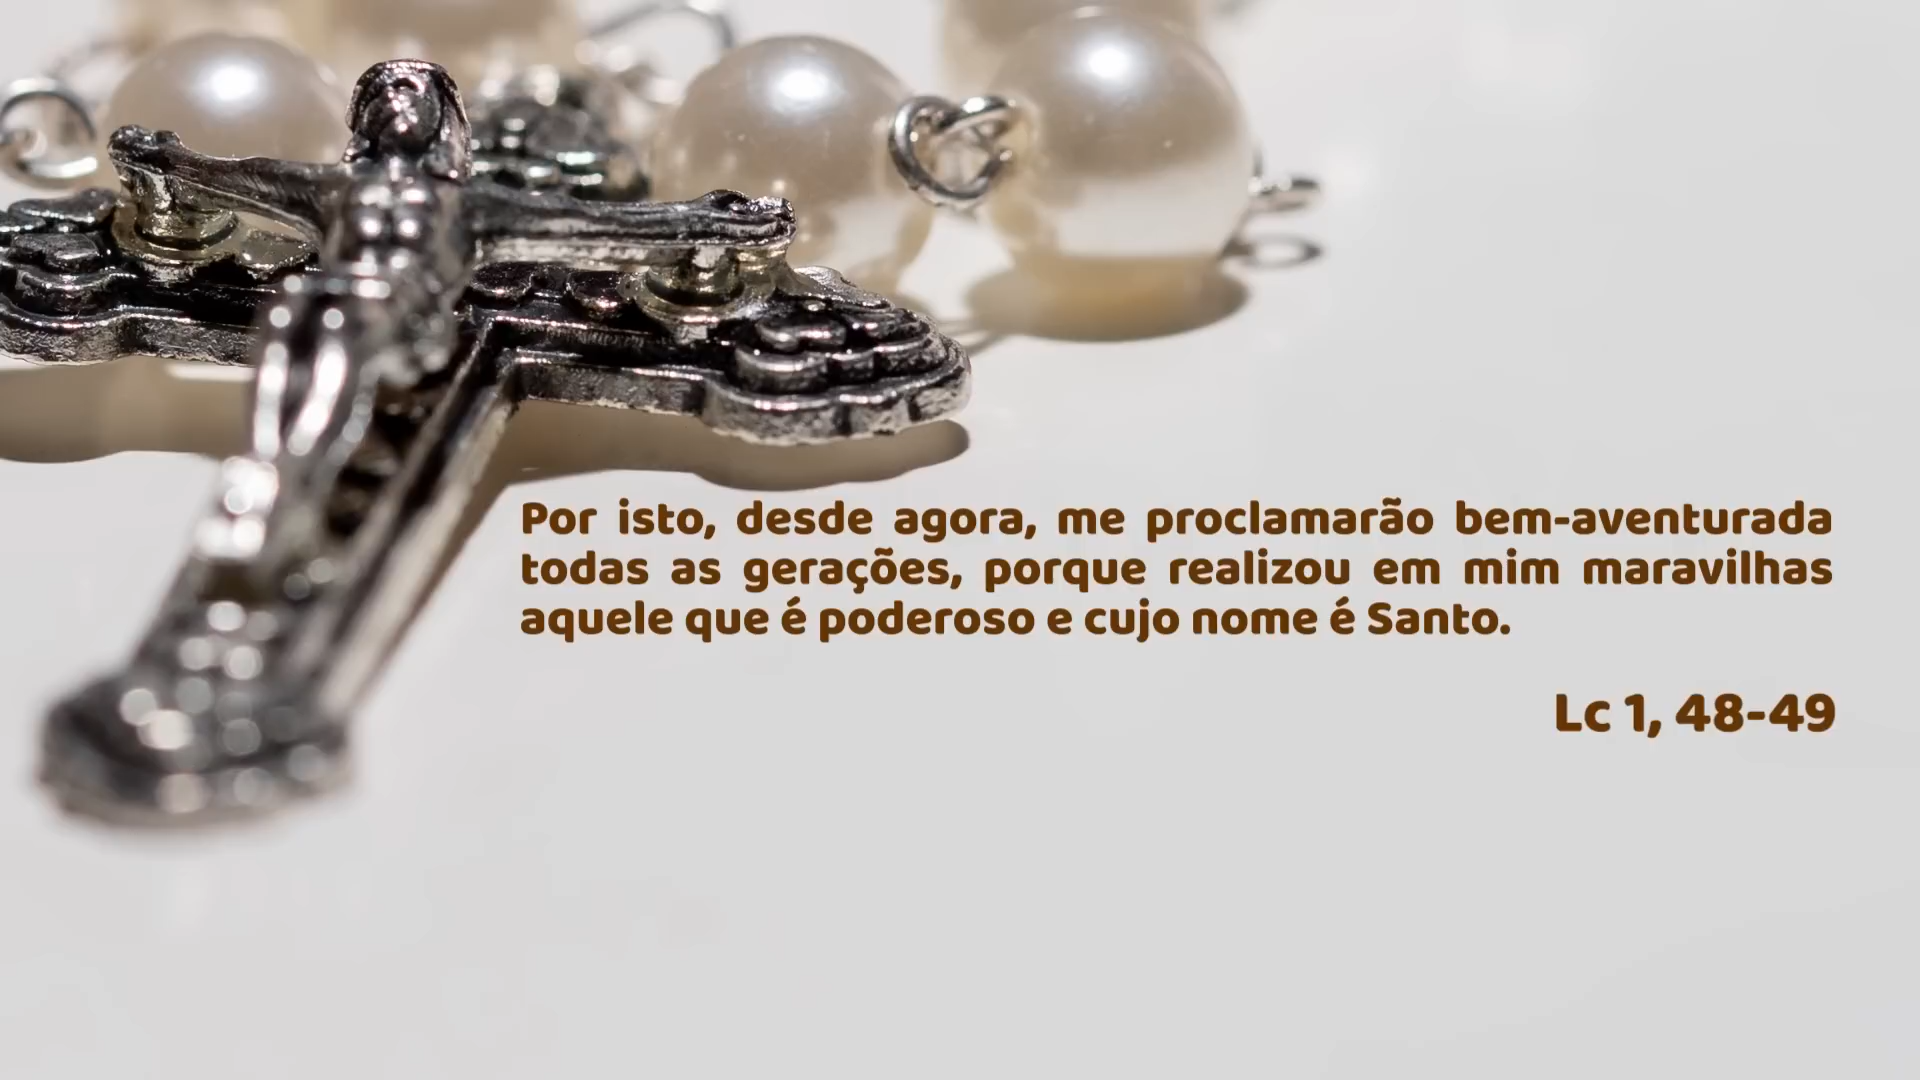 Por isto, desde agora, me proclamarão bem-aventurada
todas as gerações, porque realizou em mim maravilhas
aquele que é poderoso e cujo nome é Santo.
Lc 1, 48-49